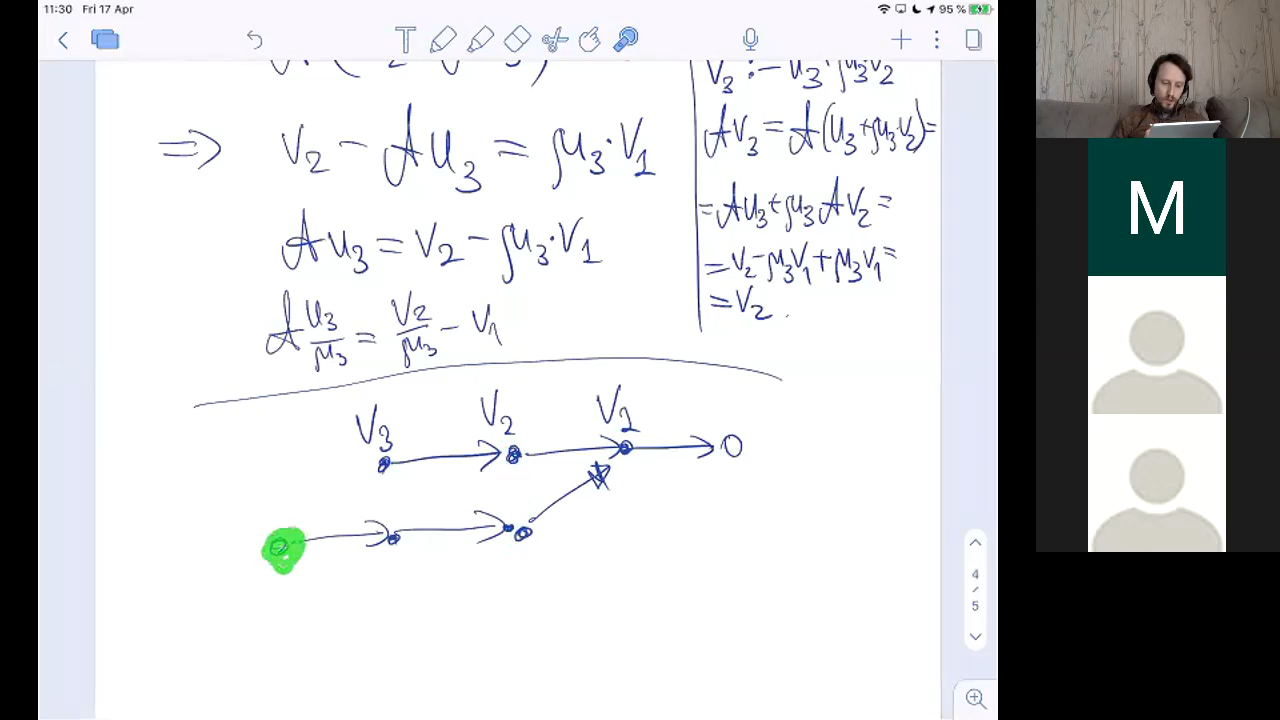 11:30 Fri 17 Apr
95 %
T
⇒ V₂ − 𝒜u₃ = μ₃·V₁
𝒜u₃ = V₂ − μ₃·V₁
𝒜 u₃/μ₃ = V₂/μ₃ − V₁
V₃ := u₃ + μ₃V₂
𝒜V₃ = 𝒜(u₃ + μ₃V₂) =
= 𝒜u₃ + μ₃𝒜V₂ =
= V₂ − μ₃V₁ + μ₃V₁ =
= V₂.
V₃ V₂ V₁
0
M
4
/
5